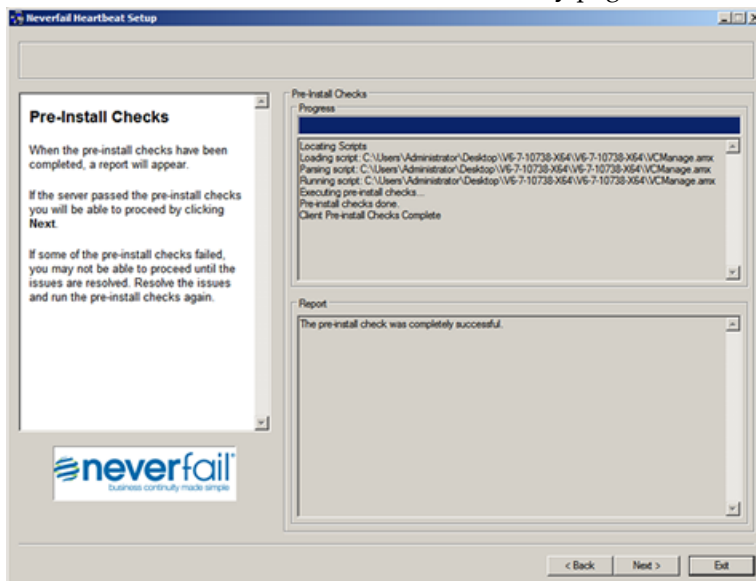 Neverfail Heartbeat Setup
Pre-Install Checks
When the pre-install checks have been
completed, a report will appear.
If the server passed the pre-install checks
you will be able to proceed by clicking
Next.
If some of the pre-install checks failed,
you may not be able to proceed until the
issues are resolved. Resolve the issues
and run the pre-install checks again.
neverfail
business continuity made simple
Pre-Install Checks
Progress
Locating Scripts
Loading script: C:\Users\Administrator\Desktop\V6-7-10738-X64\V6-7-10738-X64\VCManage.amx
Parsing script: C:\Users\Administrator\Desktop\V6-7-10738-X64\V6-7-10738-X64\VCManage.amx
Running script: C:\Users\Administrator\Desktop\V6-7-10738-X64\V6-7-10738-X64\VCManage.amx
Executing pre-install checks...
Pre-install checks done.
Client Pre-install Checks Complete
Report
The pre-install check was completely successful.
< Back
Next >
Exit